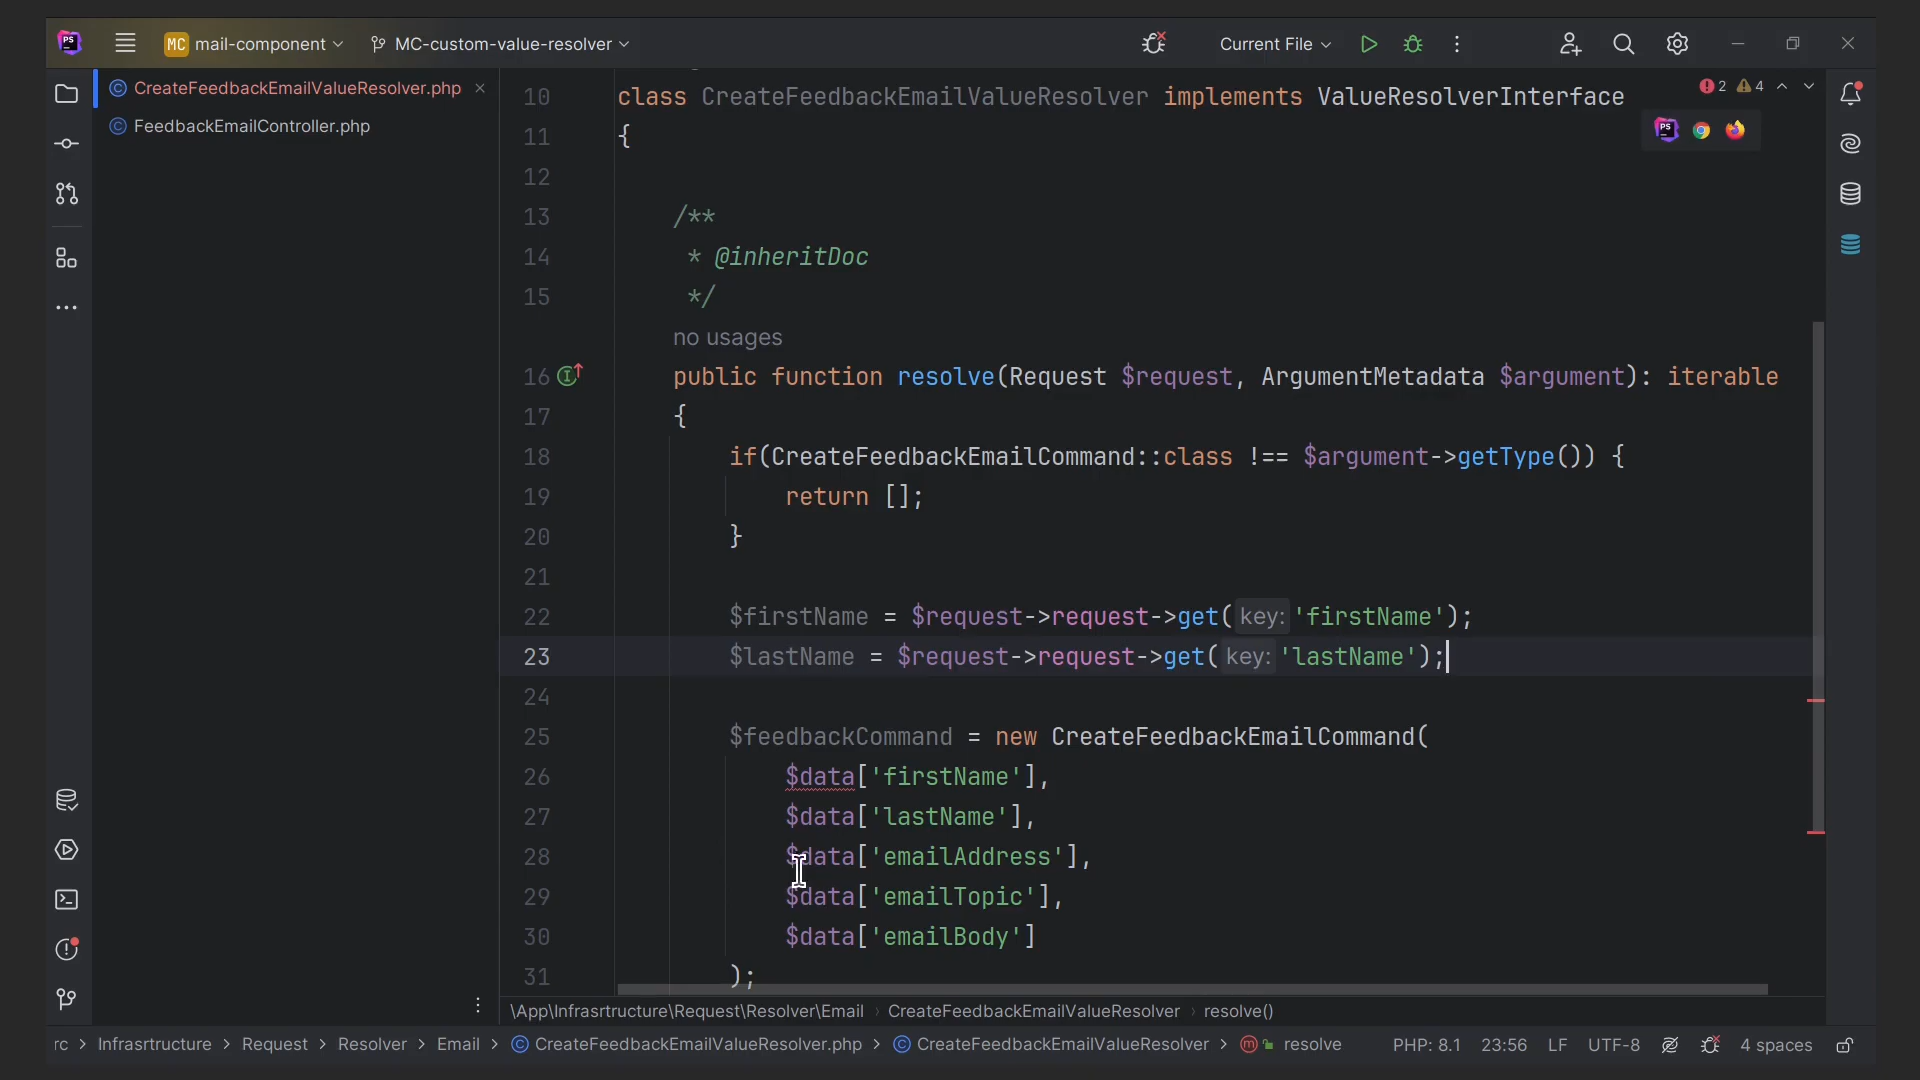 PS MC mail-component MC-custom-value-resolver Current File
CreateFeedbackEmailValueResolver.php
FeedbackEmailController.php
2 4
10 class CreateFeedbackEmailValueResolver implements ValueResolverInterface
11 {
12
13 /**
14 * @inheritDoc
15 */
no usages
16 public function resolve(Request $request, ArgumentMetadata $argument): iterable
17 {
18 if(CreateFeedbackEmailCommand::class !== $argument->getType()) {
19 return [];
20 }
21
22 $firstName = $request->request->get( key: 'firstName');
23 $lastName = $request->request->get( key: 'lastName');
24
25 $feedbackCommand = new CreateFeedbackEmailCommand(
26 $data['firstName'],
27 $data['lastName'],
28 $data['emailAddress'],
29 $data['emailTopic'],
30 $data['emailBody']
31 );
\App\Infrasrtructure\Request\Resolver\Email › CreateFeedbackEmailValueResolver › resolve()
rc > Infrasrtructure > Request > Resolver > Email > CreateFeedbackEmailValueResolver.php > CreateFeedbackEmailValueResolver > resolve PHP: 8.1 23:56 LF UTF-8 4 spaces